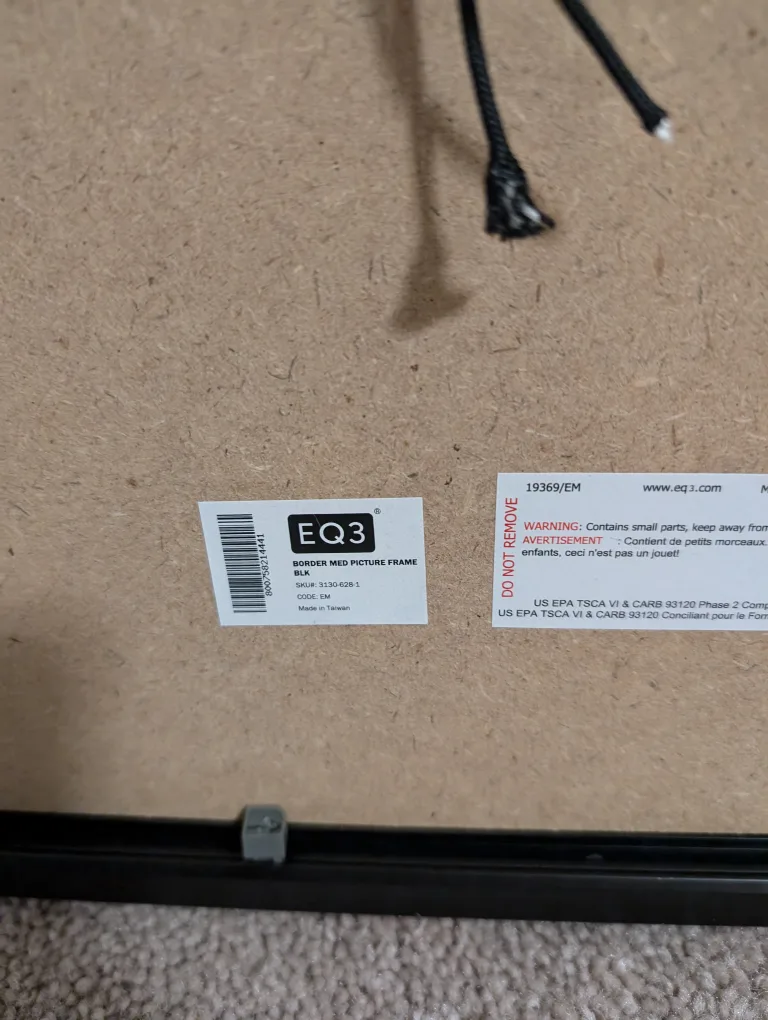 EQ3®
BORDER MED PICTURE FRAME
BLK
SKU#: 3130-628-1
CODE: EM
Made in Taiwan
800758214441
DO NOT REMOVE
19369/EM www.eq3.com M
WARNING: Contains small parts, keep away from
AVERTISEMENT : Contient de petits morceaux.
enfants, ceci n'est pas un jouet!
US EPA TSCA VI & CARB 93120 Phase 2 Comp
US EPA TSCA VI & CARB 93120 Conciliant pour le For